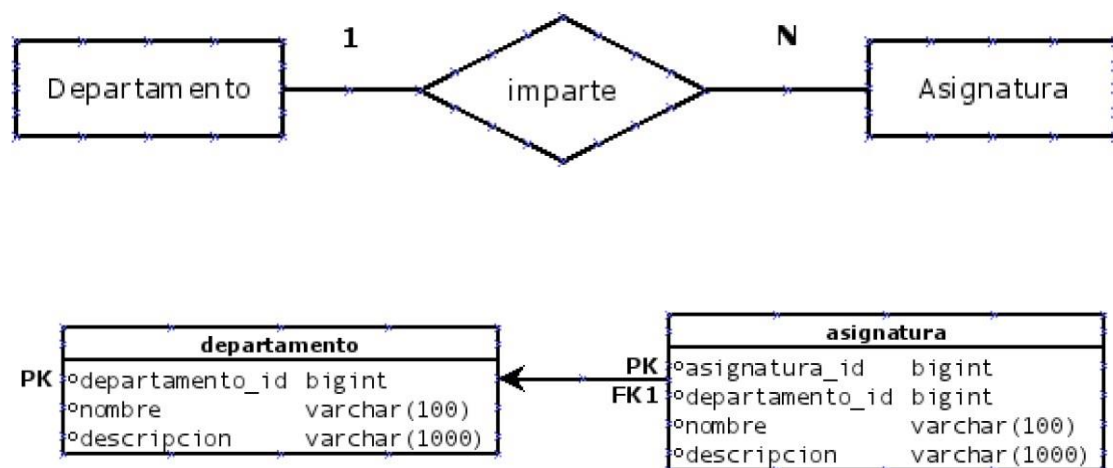 1
N
Departamento
imparte
Asignatura
departamento
PK departamento_id bigint
nombre varchar(100)
descripcion varchar(1000)
asignatura
PK asignatura_id bigint
FK1 departamento_id bigint
nombre varchar(100)
descripcion varchar(1000)